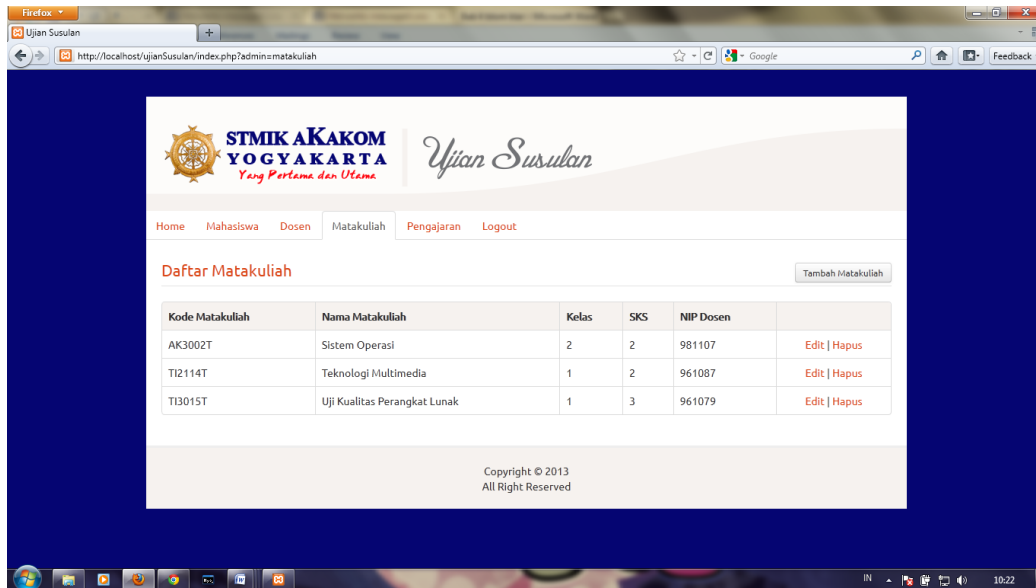 Firefox
Ujian Susulan
http://localhost/ujianSusulan/index.php?admin=matakuliah
Google
Feedback
STMIK AKAKOM
YOGYAKARTA
Yang Pertama dan Utama
Ujian Susulan
Home Mahasiswa Dosen Matakuliah Pengajaran Logout
Daftar Matakuliah
Tambah Matakuliah
Kode Matakuliah Nama Matakuliah Kelas SKS NIP Dosen
AK3002T Sistem Operasi 2 2 981107 Edit | Hapus
TI2114T Teknologi Multimedia 1 2 961087 Edit | Hapus
TI3015T Uji Kualitas Perangkat Lunak 1 3 961079 Edit | Hapus
Copyright © 2013
All Right Reserved
IN 10:22